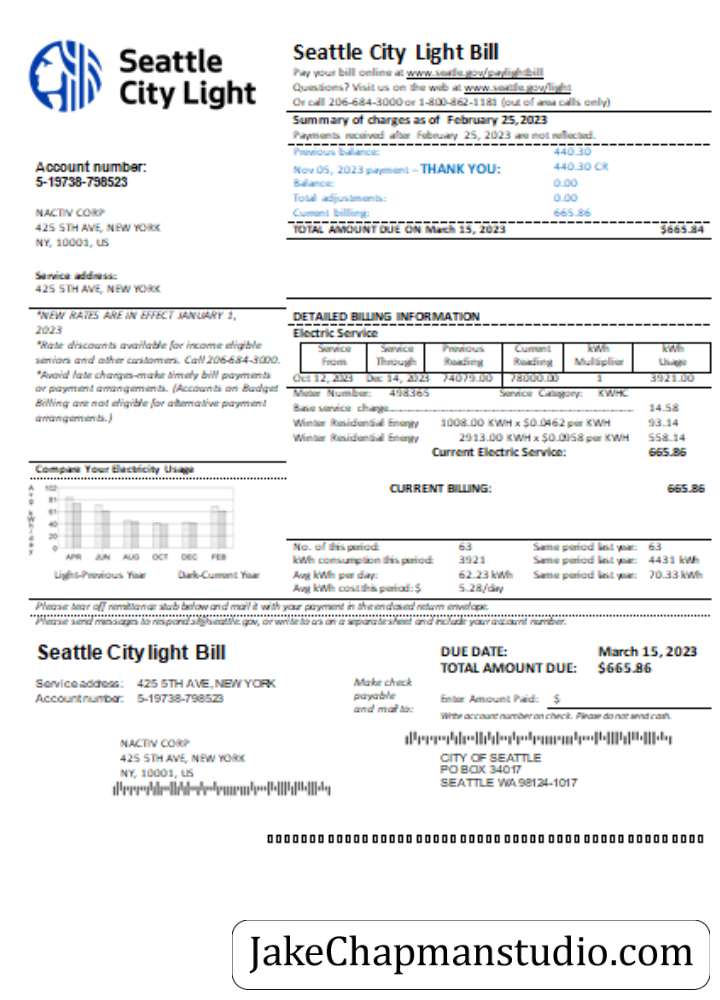 Seattle
City Light
Seattle City Light Bill
Pay your bill online at www.seatle.gov/paylightbill
Questions? Visit us on the web at www.seattle.gov/light
Or call 206-684-3000 or 1-800-862-1181 (out of area calls only)
Summary of charges as of February 25,2023
Payments received after February 25, 2023 are not reflected.
Previous balance: 440.30
Nov 05, 2023 payment – THANK YOU: 440.30 CR
Balance: 0.00
Total adjustments: 0.00
Current billing: 665.86
TOTAL AMOUNT DUE ON March 15, 2023 $665.84
Account number:
5-19738-798523
NACTIV CORP
425 5TH AVE, NEW YORK
NY, 10001, US
Service address:
425 5TH AVE, NEW YORK
*NEW RATES ARE IN EFFECT JANUARY 1,
2023
*Rate discounts available for income eligible
seniors and other customers. Call 206-684-3000.
*Avoid late charges-make timely bill payments
or payment arrangements. (Accounts on Budget
Billing are not eligible for alternative payment
arrangements.)
DETAILED BILLING INFORMATION
Electric Service
Service From Service Through Previous Reading Current Reading kWh Multiplier kWh Usage
Oct 12, 2023 Dec 14, 2023 74079.00 78000.00 1 3921.00
Meter Number: 498365 Service Category: KWHC
Base service charge 14.58
Winter Residential Energy 1008.00 KWH x $0.0462 per KWH 93.14
Winter Residential Energy 2913.00 KWH x $0.0958 per KWH 558.14
Current Electric Service: 665.86
CURRENT BILLING: 665.86
Compare Your Electricity Usage
Avg kWh/day
102
81
61
40
20
0
APR JUN AUG OCT DEC FEB
Light-Previous Year Dark-Current Year
No. of this period: 63 Same period last year: 63
kWh consumption this period: 3921 Same period last year: 4431 kWh
Avg kWh per day: 62.23 kWh Same period last year: 70.33 kWh
Avg kWh cost this period: $ 5.28/day
Please tear off remittance stub below and mail it with your payment in the enclosed return envelope.
Please send messages to respond.sf@seattle.gov, or write to us on a separate sheet and include your account number.
Seattle City light Bill
Service address: 425 5TH AVE, NEW YORK
Account number: 5-19738-798523
Make check
payable
and mail to:
DUE DATE: March 15, 2023
TOTAL AMOUNT DUE: $665.86
Enter Amount Paid: $
Write account number on check. Please do not send cash.
NACTIV CORP
425 5TH AVE, NEW YORK
NY, 10001, US
CITY OF SEATTLE
PO BOX 34017
SEATTLE WA 98124-1017
JakeChapmanstudio.com